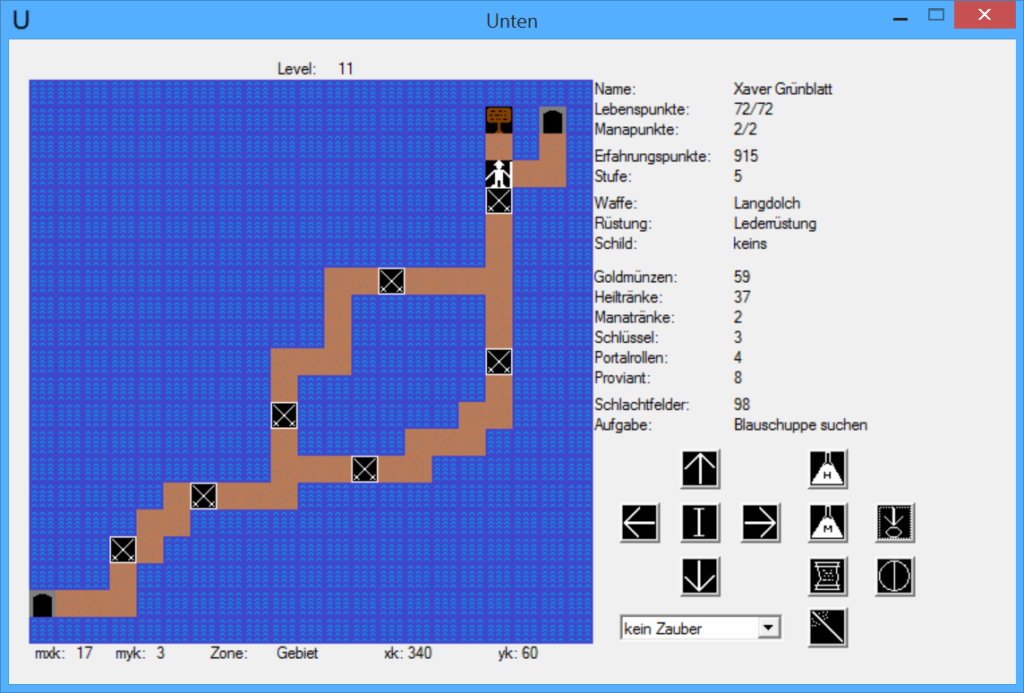 U Unten
Level: 11
Name: Xaver Grünblatt
Lebenspunkte: 72/72
Manapunkte: 2/2
Erfahrungspunkte: 915
Stufe: 5
Waffe: Langdolch
Rüstung: Lederrüstung
Schild: keins
Goldmünzen: 59
Heiltränke: 37
Manatränke: 2
Schlüssel: 3
Portalrollen: 4
Proviant: 8
Schlachtfelder: 98
Aufgabe: Blauschuppe suchen
H
I
M
kein Zauber
mxk: 17 myk: 3 Zone: Gebiet xk: 340 yk: 60